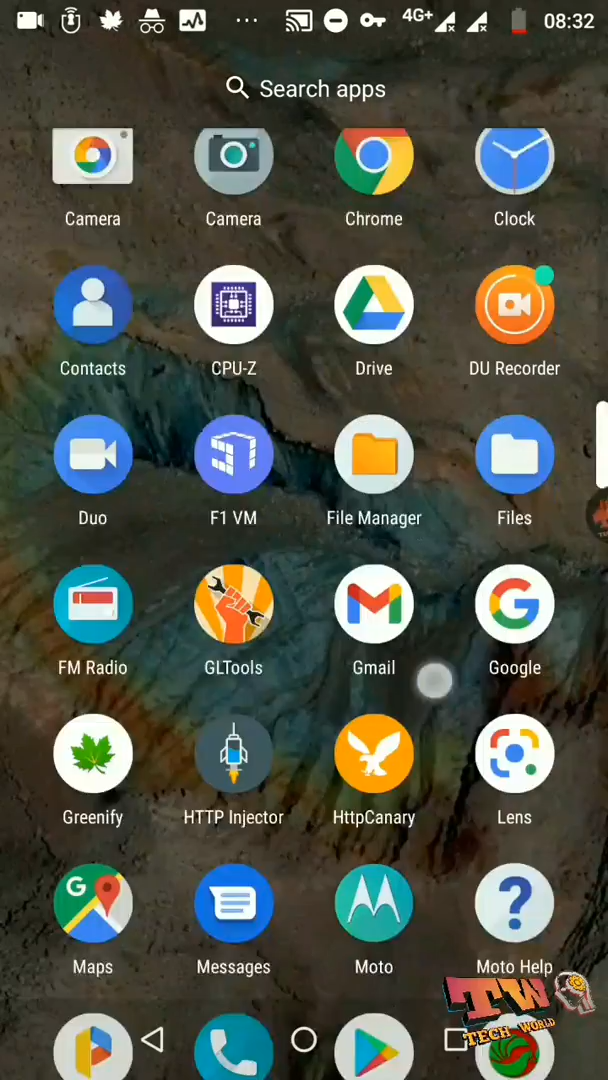 4G+ 08:32
Search apps
Camera Camera Chrome Clock
Contacts CPU-Z Drive DU Recorder
Duo F1 VM File Manager Files
FM Radio GLTools Gmail Google
Greenify HTTP Injector HttpCanary Lens
Maps Messages Moto Moto Help
TW
TECH WORLD